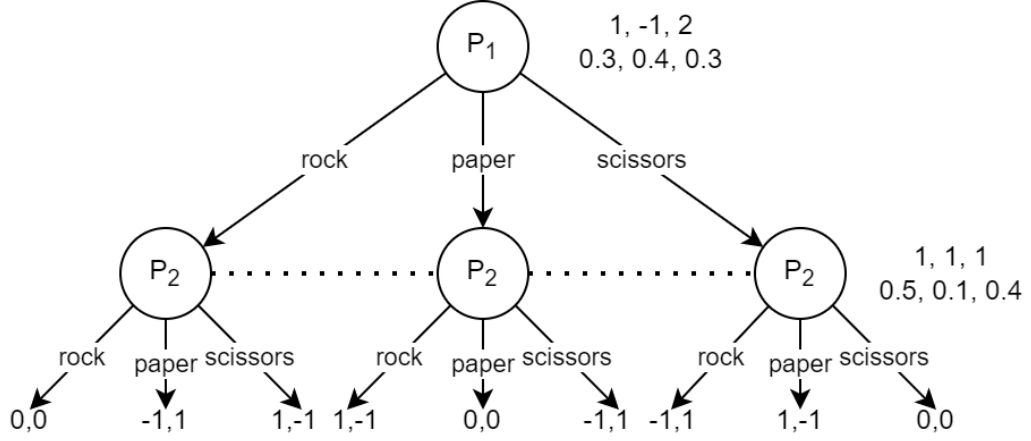 P₁
1, -1, 2
0.3, 0.4, 0.3
rock paper scissors
P₂ P₂ P₂
1, 1, 1
0.5, 0.1, 0.4
rock paper scissors rock paper scissors rock paper scissors
0,0 -1,1 1,-1 1,-1 0,0 -1,1 -1,1 1,-1 0,0